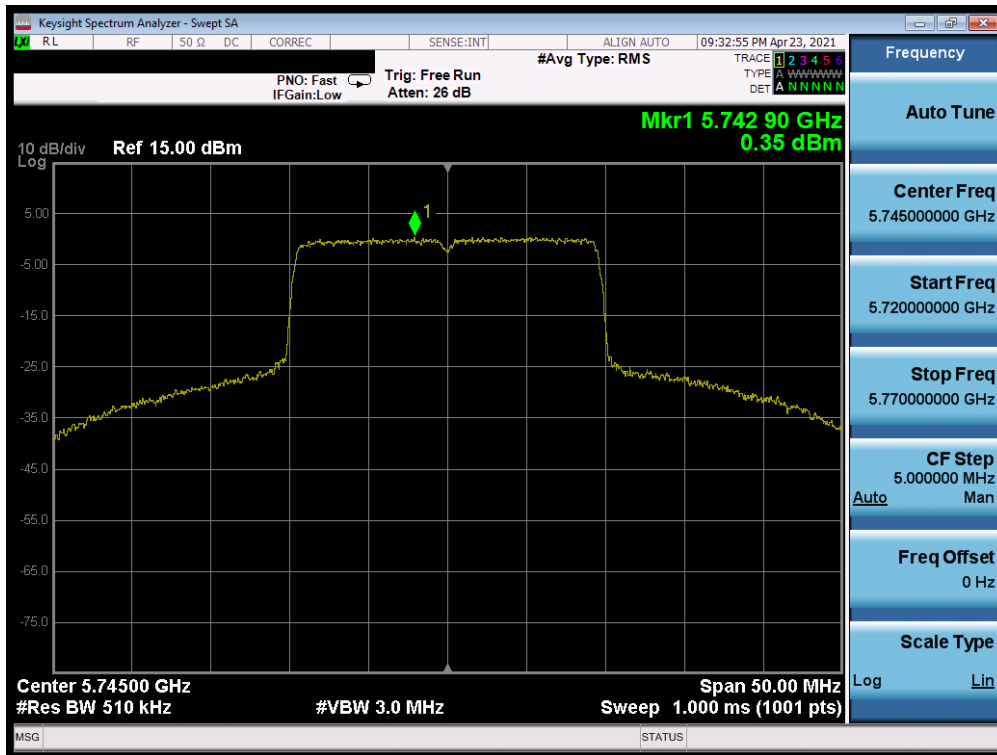 Keysight Spectrum Analyzer - Swept SA
LXI RL RF 50 Ω DC CORREC SENSE:INT ALIGN AUTO 09:32:55 PM Apr 23, 2021
Frequency
#Avg Type: RMS
TRACE 1 2 3 4 5 6
TYPE A WWWWW
DET A N N N N N
PNO: Fast
IFGain:Low
Trig: Free Run
Atten: 26 dB
Auto Tune
Mkr1 5.742 90 GHz
0.35 dBm
10 dB/div
Log
Ref 15.00 dBm
1
5.00
-5.00
-15.0
-25.0
-35.0
-45.0
-55.0
-65.0
-75.0
Center Freq
5.745000000 GHz
Start Freq
5.720000000 GHz
Stop Freq
5.770000000 GHz
CF Step
5.000000 MHz
Auto Man
Freq Offset
0 Hz
Scale Type
Log Lin
Center 5.74500 GHz
Span 50.00 MHz
#Res BW 510 kHz
#VBW 3.0 MHz
Sweep 1.000 ms (1001 pts)
MSG
STATUS